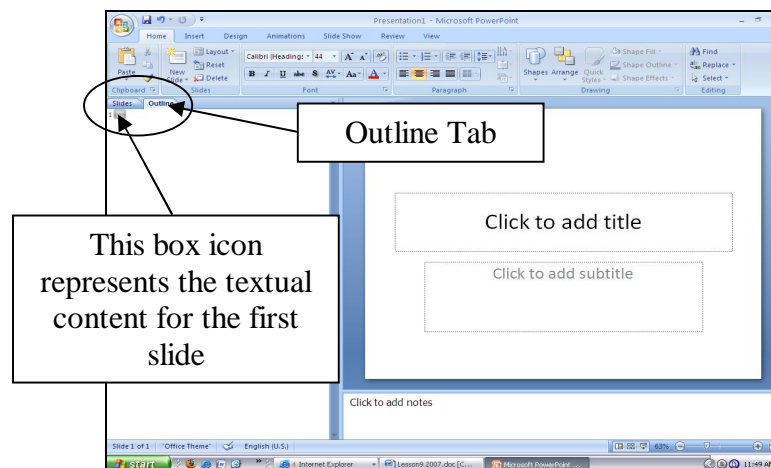 Presentation1 - Microsoft PowerPoint
Home Insert Design Animations Slide Show Review View
Paste
New Slide
Layout
Reset
Delete
Calibri (Headings) 44
B I U abc S AV Aa A
Shapes Arrange Quick Styles
Shape Fill
Shape Outline
Shape Effects
Find
Replace
Select
Clipboard Slides Font Paragraph Drawing Editing
Slides Outline
1
Outline Tab
This box icon
represents the textual
content for the first
slide
Click to add title
Click to add subtitle
Click to add notes
Slide 1 of 1 "Office Theme" English (U.S.) 63%
start Internet Explorer Lesson9 2007.doc [C... Microsoft PowerPoint ... 11:49 AM